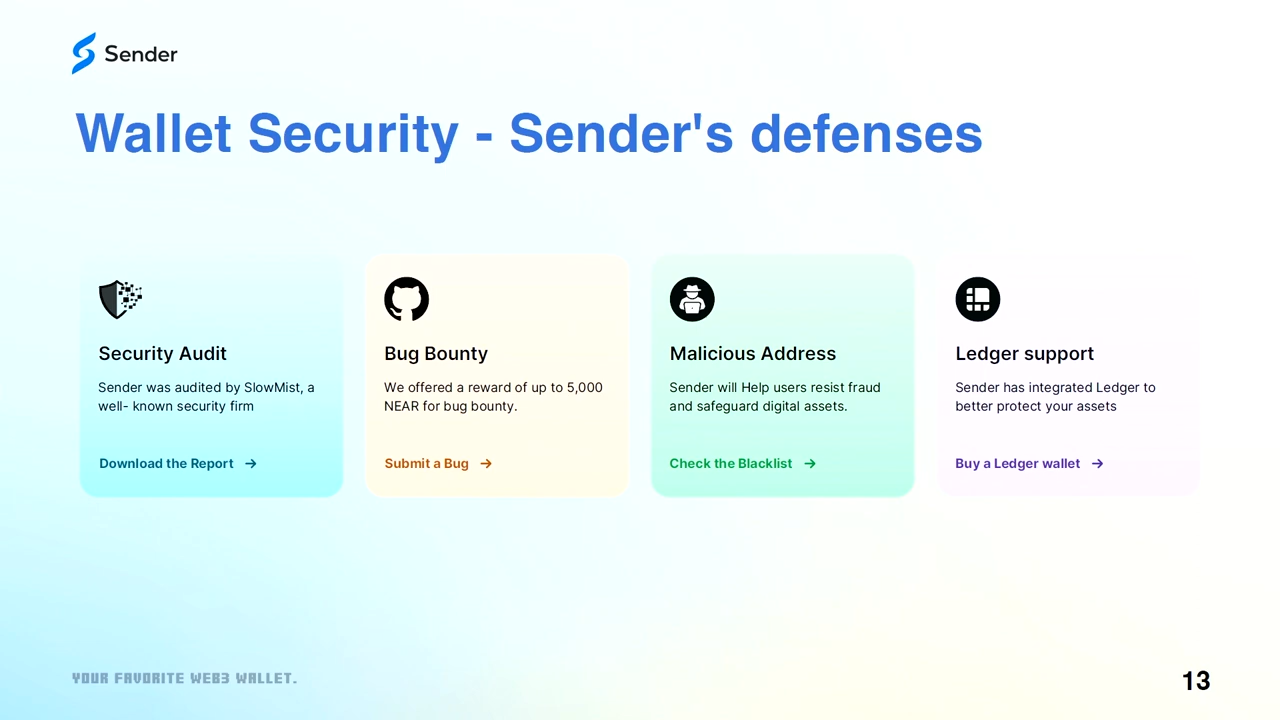 Sender
Wallet Security - Sender's defenses
Security Audit
Sender was audited by SlowMist, a
well- known security firm
Download the Report →
Bug Bounty
We offered a reward of up to 5,000
NEAR for bug bounty.
Submit a Bug →
Malicious Address
Sender will Help users resist fraud
and safeguard digital assets.
Check the Blacklist →
Ledger support
Sender has integrated Ledger to
better protect your assets
Buy a Ledger wallet →
YOUR FAVORITE WEB3 WALLET.
13